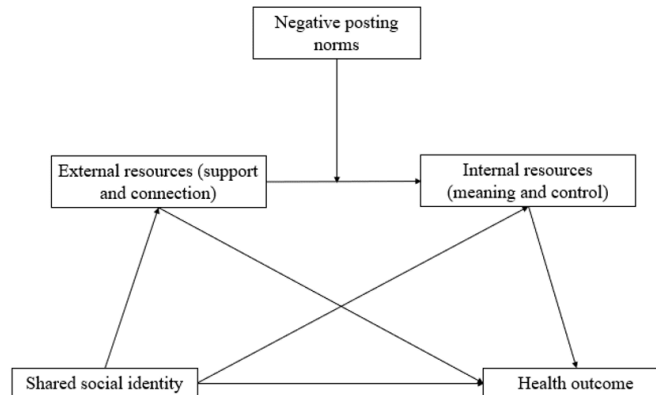 Negative posting
norms
External resources (support
and connection)
Internal resources
(meaning and control)
Shared social identity
Health outcome